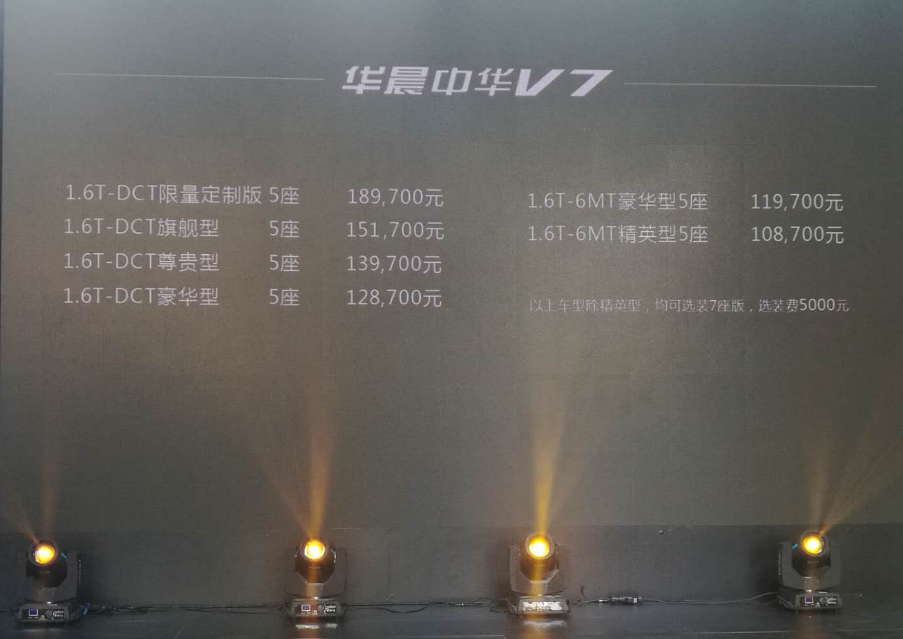 华晨中华V7
1.6T-DCT限量定制版 5座 189,700元
1.6T-DCT旗舰型 5座 151,700元
1.6T-DCT尊贵型 5座 139,700元
1.6T-DCT豪华型 5座 128,700元
1.6T-6MT豪华型5座 119,700元
1.6T-6MT精英型5座 108,700元
以上车型除精英型，均可选装7座版，选装费5000元